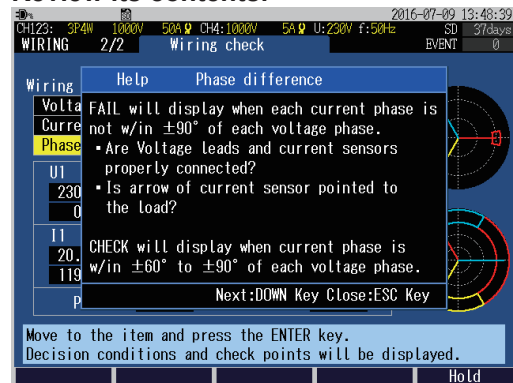 Review its contents.
2016-07-09 13:48:39
CH123: 3P4W 1000V 50A CH4:1000V 5A U:230V f:50Hz SD 37days
WIRING 2/2 Wiring check EVENT 0
Help Phase difference
Wiring
Volta
Curre
Phase
U1
230
0
I1
20.
119
P
FAIL will display when each current phase is
not w/in ±90° of each voltage phase.
▪Are Voltage leads and current sensors
properly connected?
▪Is arrow of current sensor pointed to
the load?
CHECK will display when current phase is
w/in ±60° to ±90° of each voltage phase.
Next:DOWN Key Close:ESC Key
Move to the item and press the ENTER key.
Decision conditions and check points will be displayed.
Hold